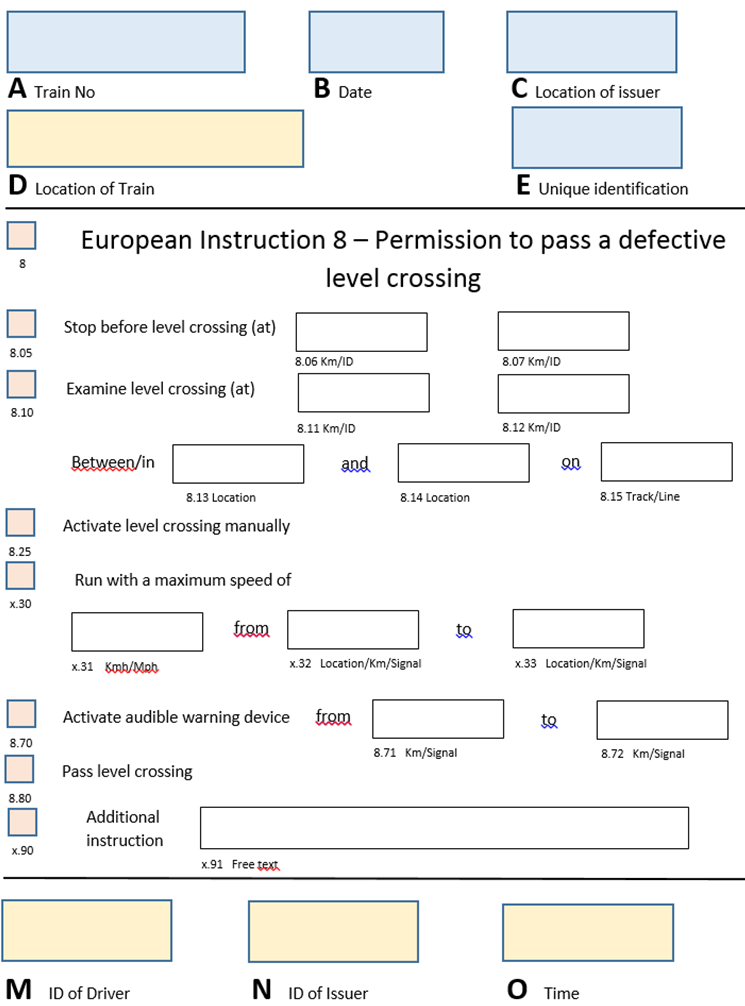 A Train No
B Date
C Location of issuer
D Location of Train
E Unique identification
8
European Instruction 8 – Permission to pass a defective
level crossing
8.05
Stop before level crossing (at)
8.06 Km/ID
8.07 Km/ID
8.10
Examine level crossing (at)
8.11 Km/ID
8.12 Km/ID
Between/in
and
on
8.13 Location
8.14 Location
8.15 Track/Line
8.25
Activate level crossing manually
x.30
Run with a maximum speed of
from
to
x.31 Kmh/Mph
x.32 Location/Km/Signal
x.33 Location/Km/Signal
8.70
Activate audible warning device
from
to
8.71 Km/Signal
8.72 Km/Signal
8.80
Pass level crossing
x.90
Additional
instruction
x.91 Free text
M ID of Driver
N ID of Issuer
O Time